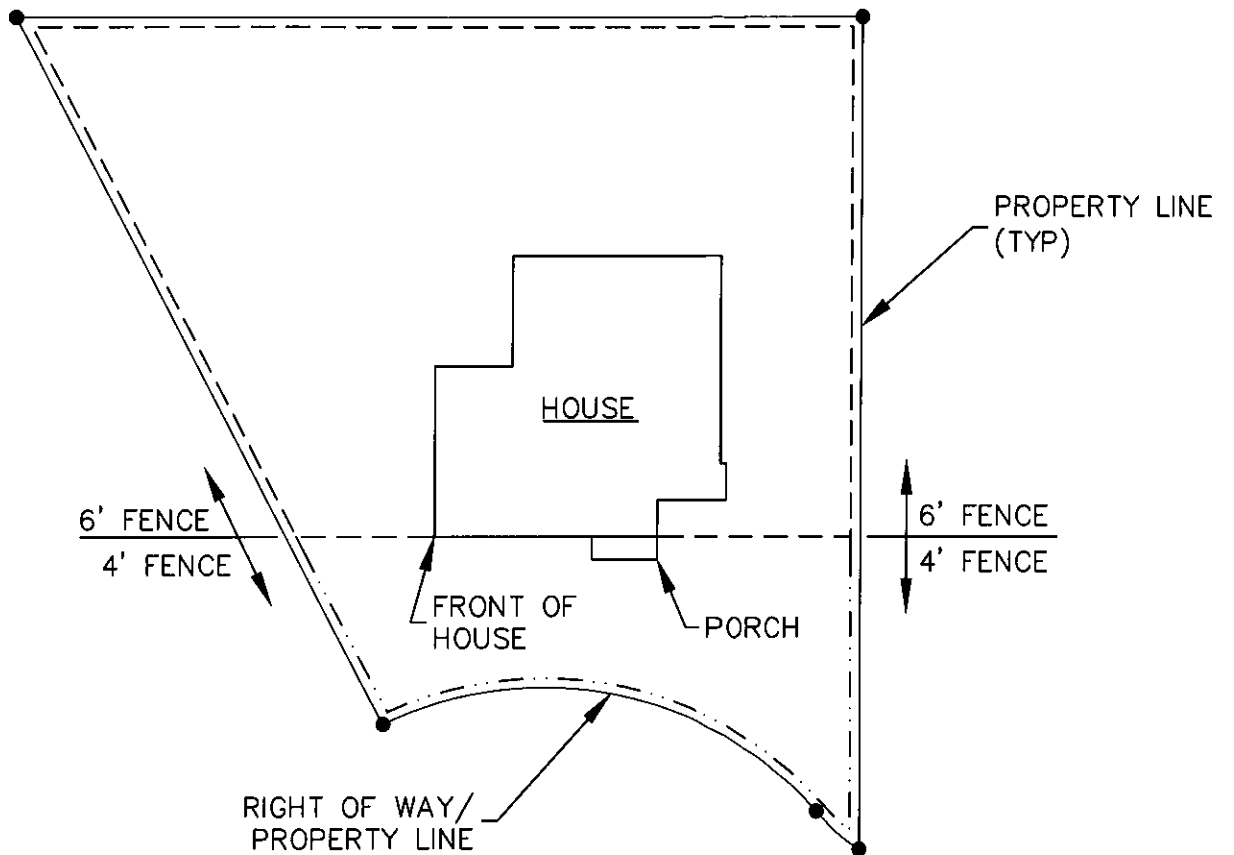 PROPERTY LINE
(TYP)
HOUSE
6' FENCE
4' FENCE
6' FENCE
4' FENCE
FRONT OF
HOUSE
PORCH
RIGHT OF WAY/
PROPERTY LINE